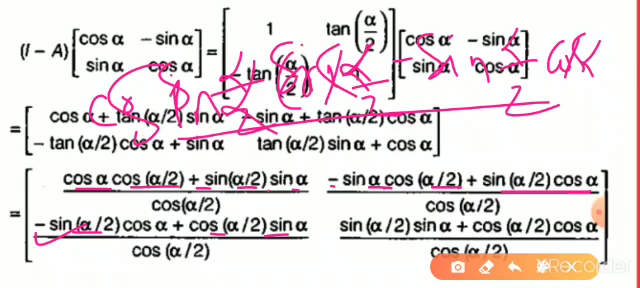 (I – A) [cos α – sin α; sin α cos α] = [1 tan (α/2); – tan (α/2) 1] [cos α – sin α; sin α cos α]
= [cos α + tan (α/2) sin α – sin α + tan (α/2) cos α
– tan (α/2) cos α + sin α tan (α/2) sin α + cos α]
= [cos α cos (α/2) + sin(α/2) sin α – sin α cos (α/2) + sin (α/2) cos α
cos(α/2) cos (α/2)
– sin (α/2) cos α + cos (α/2) sin α sin (α/2) sin α + cos (α/2) cos α
cos (α/2) cos (α/2)]